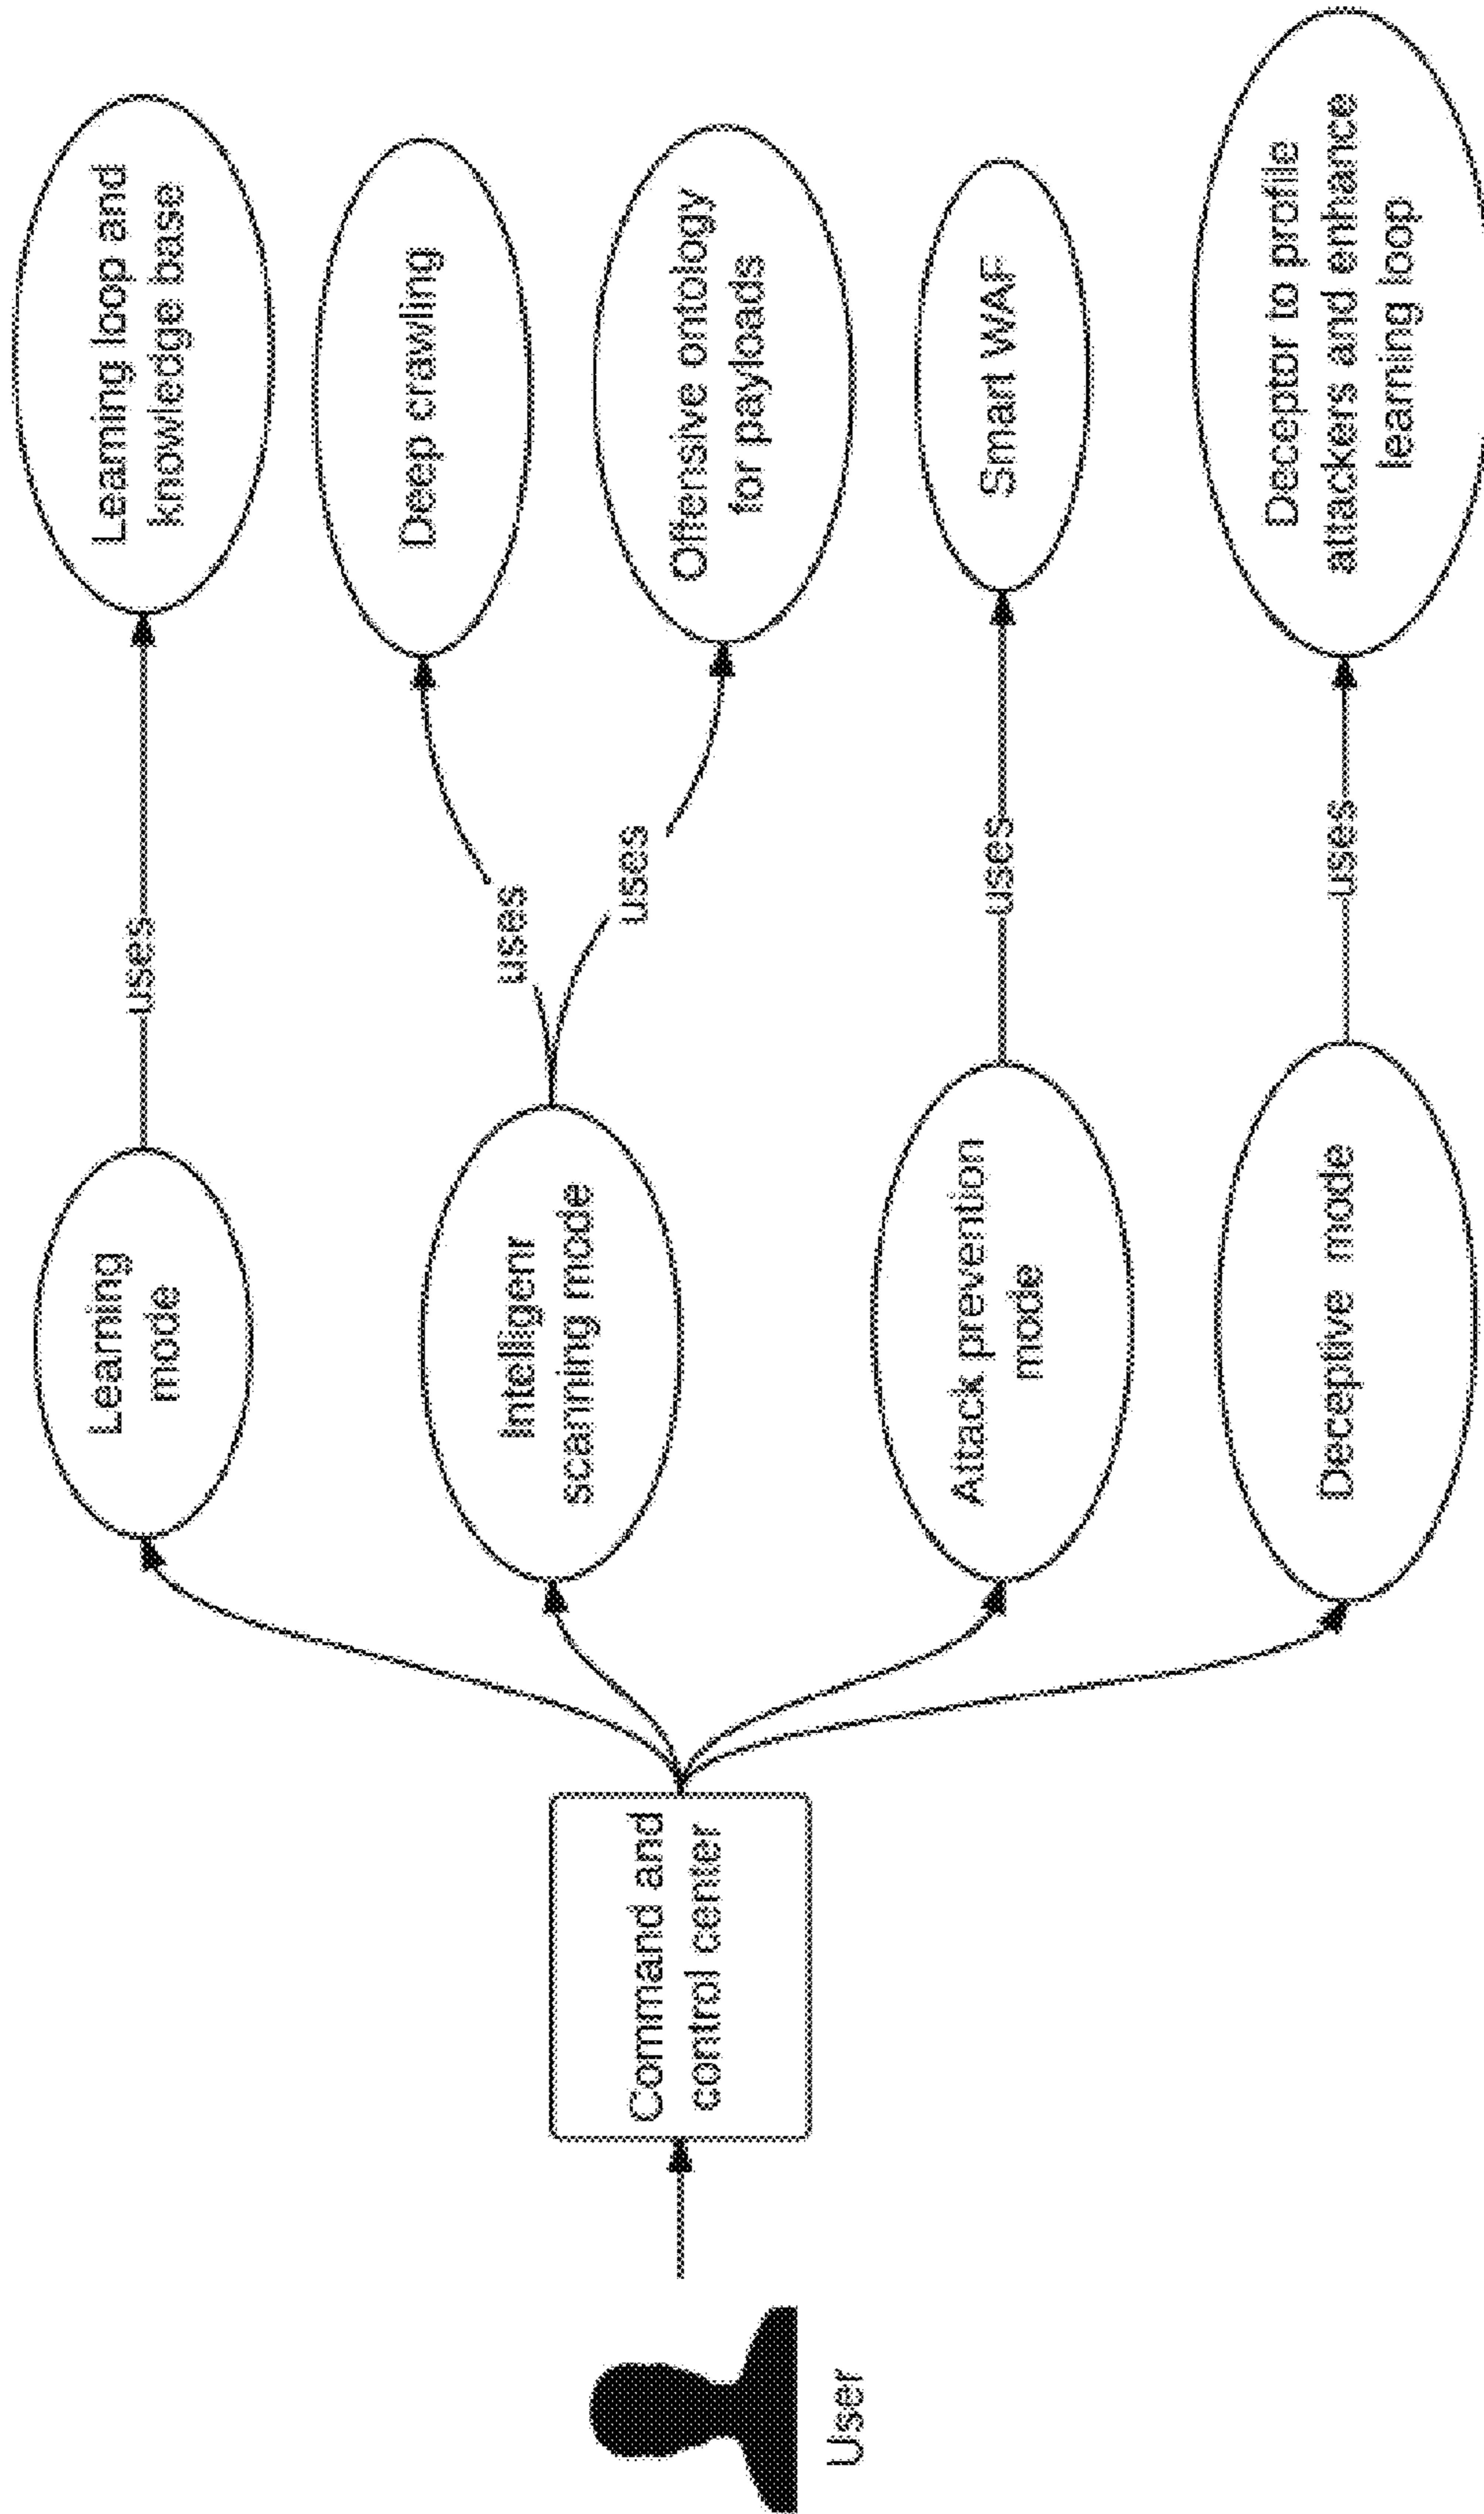 User
Command and
control center
Learning
mode
uses
Learning loop and
knowledge base
Intelligenr
scanning mode
uses
Deep crawling
uses
Offensive ontology
for payloads
Attack prevention
mode
uses
Smart WAF
Deceptive mode
uses
Deceptor to profile
attackers and enhance
learning loop